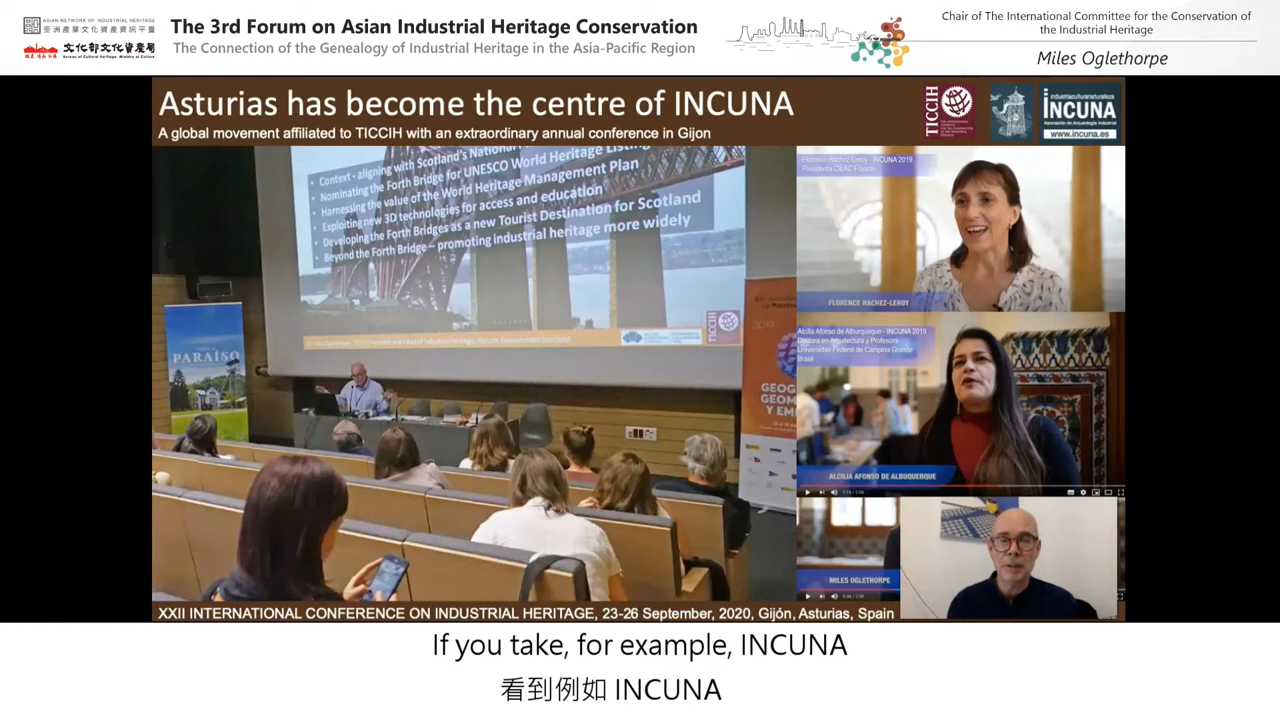 ASIAN NETWORK OF INDUSTRIAL HERITAGE
亞洲產業文化資產資訊平臺
文化部文化資產局
Bureau of Cultural Heritage, Ministry of Culture
The 3rd Forum on Asian Industrial Heritage Conservation
The Connection of the Genealogy of Industrial Heritage in the Asia-Pacific Region
Chair of The International Committee for the Conservation of
the Industrial Heritage
Miles Oglethorpe
Asturias has become the centre of INCUNA
A global movement affiliated to TICCIH with an extraordinary annual conference in Gijon
TICCIH
INCUNA
Asociación de Arqueología Industrial
www.incuna.es
Context - aligning with Scotland's National
Nominating the Forth Bridge for UNESCO World Heritage Listing
Harnessing the value of the World Heritage Management Plan
Exploiting new 3D technologies for access and education
Developing the Forth Bridges as a new Tourist Destination for Scotland
Beyond the Forth Bridge – promoting industrial heritage more widely
TICCIH
PARAÍSO
GEOG
GEOM
Y EM
Florence Hachez-Leroy - INCUNA 2019
Presidenta CILAC Francia
FLORENCE HACHEZ-LEROY
Alcilia Afonso de Albuquerque - INCUNA 2019
Doctora en Arquitectura y Profesora
Universidad Federal de Campina Grande
Brasil
ALCILIA AFONSO DE ALBUQUERQUE
MILES OGLETHORPE
XXII INTERNATIONAL CONFERENCE ON INDUSTRIAL HERITAGE, 23-26 September, 2020, Gijón, Asturias, Spain
If you take, for example, INCUNA
看到例如 INCUNA